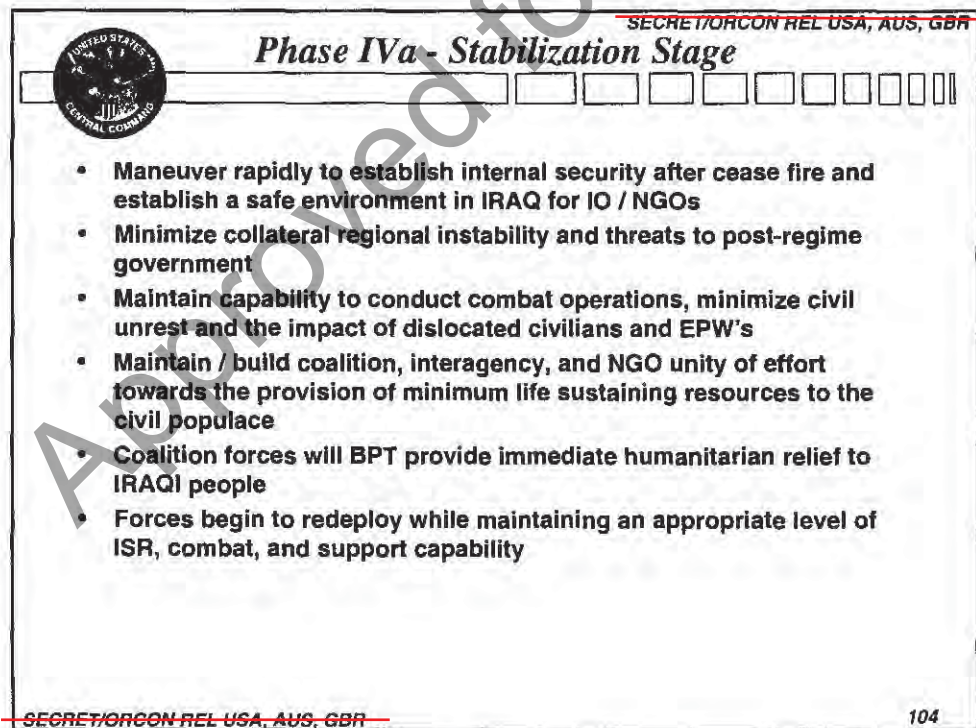 SECRET/ORCON REL USA, AUS, GBR
Phase IVa - Stabilization Stage
UNITED STATES
CENTRAL COMMAND
• Maneuver rapidly to establish internal security after cease fire and
establish a safe environment in IRAQ for IO / NGOs
• Minimize collateral regional instability and threats to post-regime
government
• Maintain capability to conduct combat operations, minimize civil
unrest and the impact of dislocated civilians and EPW's
• Maintain / build coalition, interagency, and NGO unity of effort
towards the provision of minimum life sustaining resources to the
civil populace
• Coalition forces will BPT provide immediate humanitarian relief to
IRAQI people
• Forces begin to redeploy while maintaining an appropriate level of
ISR, combat, and support capability
Approved fo
SECRET/ORCON REL USA, AUS, GBR
104